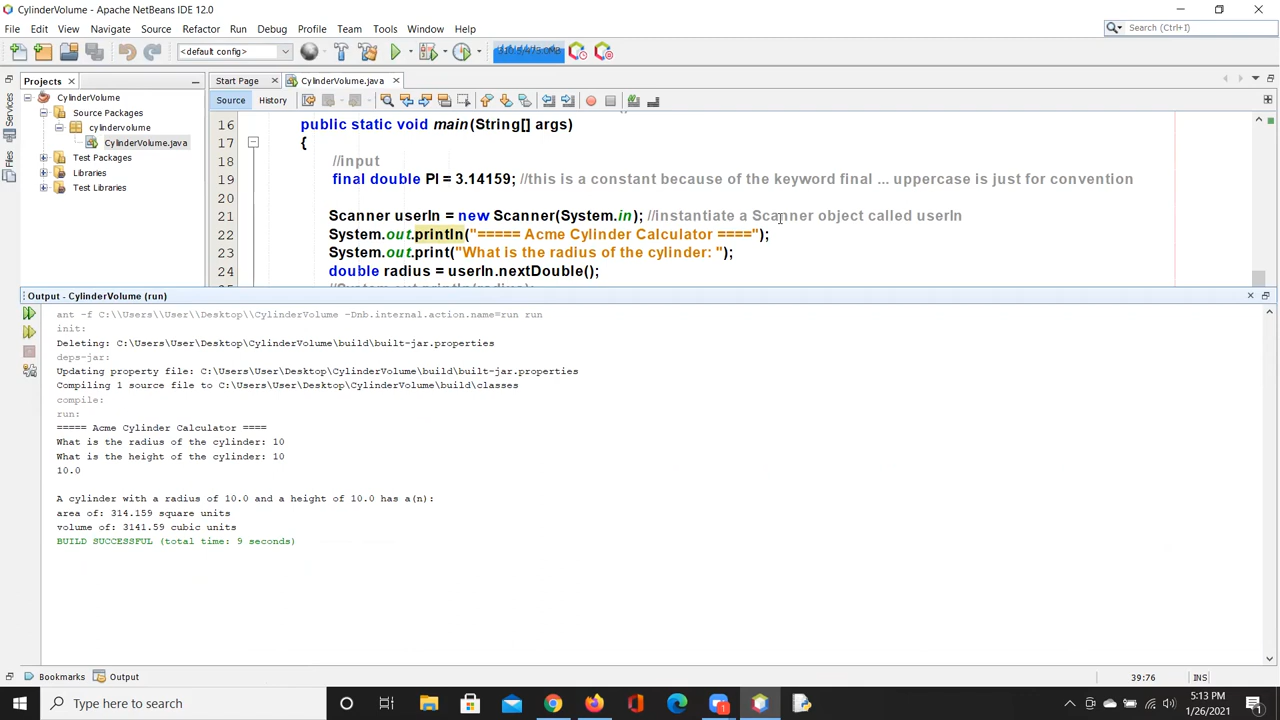 CylinderVolume - Apache NetBeans IDE 12.0
File Edit View Navigate Source Refactor Run Debug Profile Team Tools Window Help
Search (Ctrl+I)
<default config>
Projects
Start Page CylinderVolume.java
CylinderVolume
Source Packages
cylindervolume
CylinderVolume.java
Test Packages
Libraries
Test Libraries
Services
Files
Source History
16 public static void main(String[] args)
17 {
18 //input
19 final double PI = 3.14159; //this is a constant because of the keyword final ... uppercase is just for convention
20
21 Scanner userIn = new Scanner(System.in); //instantiate a Scanner object called userIn
22 System.out.println("===== Acme Cylinder Calculator ====");
23 System.out.print("What is the radius of the cylinder: ");
24 double radius = userIn.nextDouble();
//System.out.println(radius);
Output - CylinderVolume (run)
ant -f C:\\Users\\User\\Desktop\\CylinderVolume -Dnb.internal.action.name=run run
init:
Deleting: C:\Users\User\Desktop\CylinderVolume\build\built-jar.properties
deps-jar:
Updating property file: C:\Users\User\Desktop\CylinderVolume\build\built-jar.properties
Compiling 1 source file to C:\Users\User\Desktop\CylinderVolume\build\classes
compile:
run:
===== Acme Cylinder Calculator ====
What is the radius of the cylinder: 10
What is the height of the cylinder: 10
10.0
A cylinder with a radius of 10.0 and a height of 10.0 has a(n):
area of: 314.159 square units
volume of: 3141.59 cubic units
BUILD SUCCESSFUL (total time: 9 seconds)
Bookmarks Output
39:76 INS
Type here to search
1
5:13 PM
1/26/2021
1